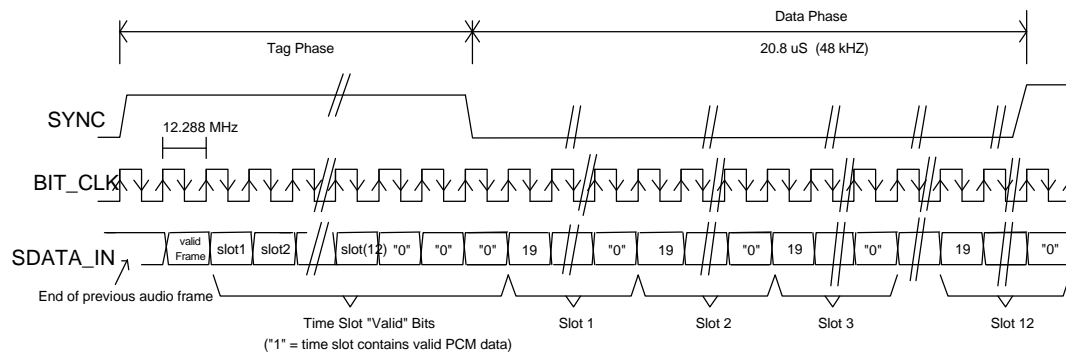 Data Phase
Tag Phase
20.8 uS (48 kHZ)
SYNC
12.288 MHz
BIT_CLK
SDATA_IN
valid Frame slot1 slot2 slot(12) "0" "0" "0" 19 "0" 19 "0" 19 "0" 19 "0"
End of previous audio frame
Time Slot "Valid" Bits Slot 1 Slot 2 Slot 3 Slot 12
("1" = time slot contains valid PCM data)